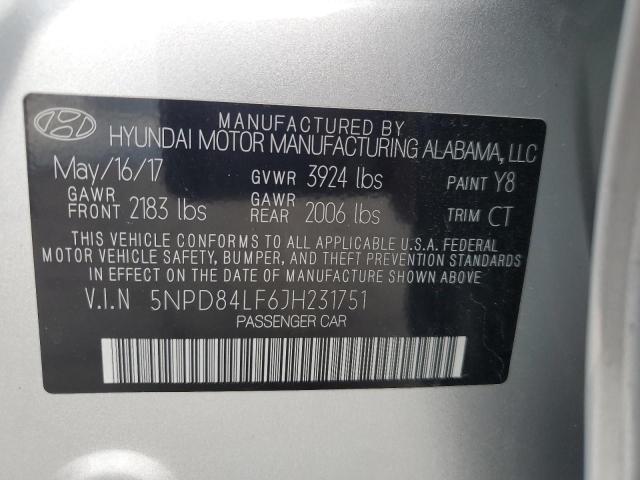 MANUFACTURED BY
HYUNDAI MOTOR MANUFACTURING ALABAMA, LLC
May/16/17 GVWR 3924 lbs PAINT Y8
GAWR FRONT 2183 lbs GAWR REAR 2006 lbs TRIM CT
THIS VEHICLE CONFORMS TO ALL APPLICABLE U.S.A. FEDERAL
MOTOR VEHICLE SAFETY, BUMPER, AND THEFT PREVENTION STANDARDS
IN EFFECT ON THE DATE OF MANUFACTURE SHOWN ABOVE.
V.I.N 5NPD84LF6JH231751
PASSENGER CAR